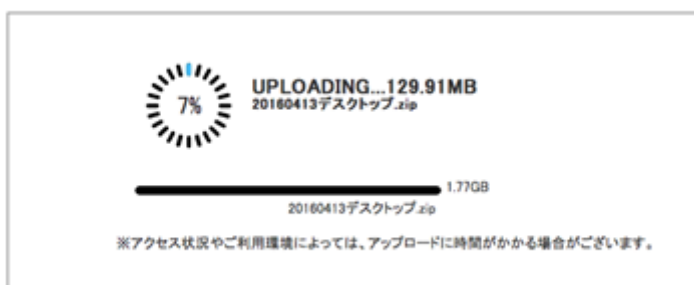 7%
UPLOADING...129.91MB
20160413デスクトップ.zip
1.77GB
20160413デスクトップ.zip
※アクセス状況やご利用環境によっては、アップロードに時間がかかる場合がございます。